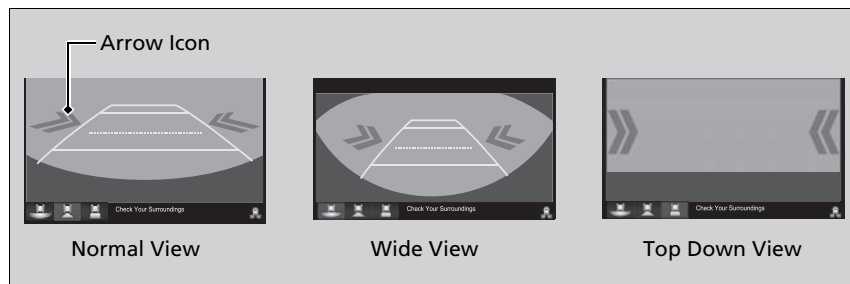 Arrow Icon
Check Your Surroundings
Check Your Surroundings
Check Your Surroundings
Normal View
Wide View
Top Down View